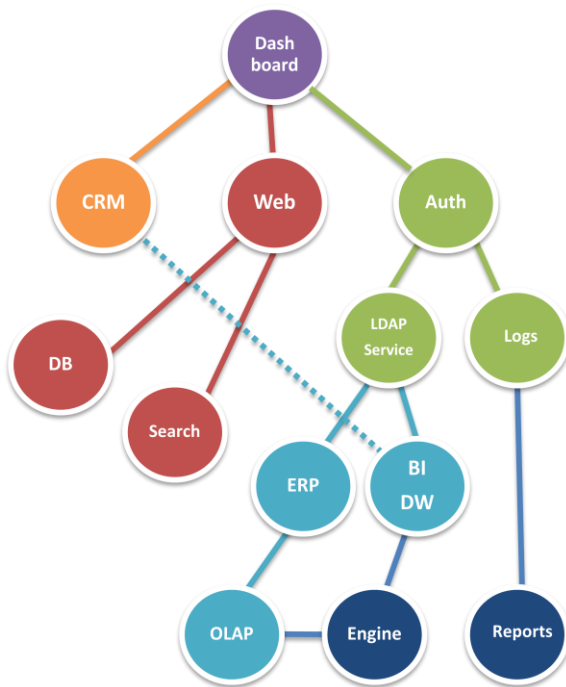 Dash
board
CRM
Web
Auth
LDAP
Service
Logs
DB
Search
ERP
BI
DW
OLAP
Engine
Reports